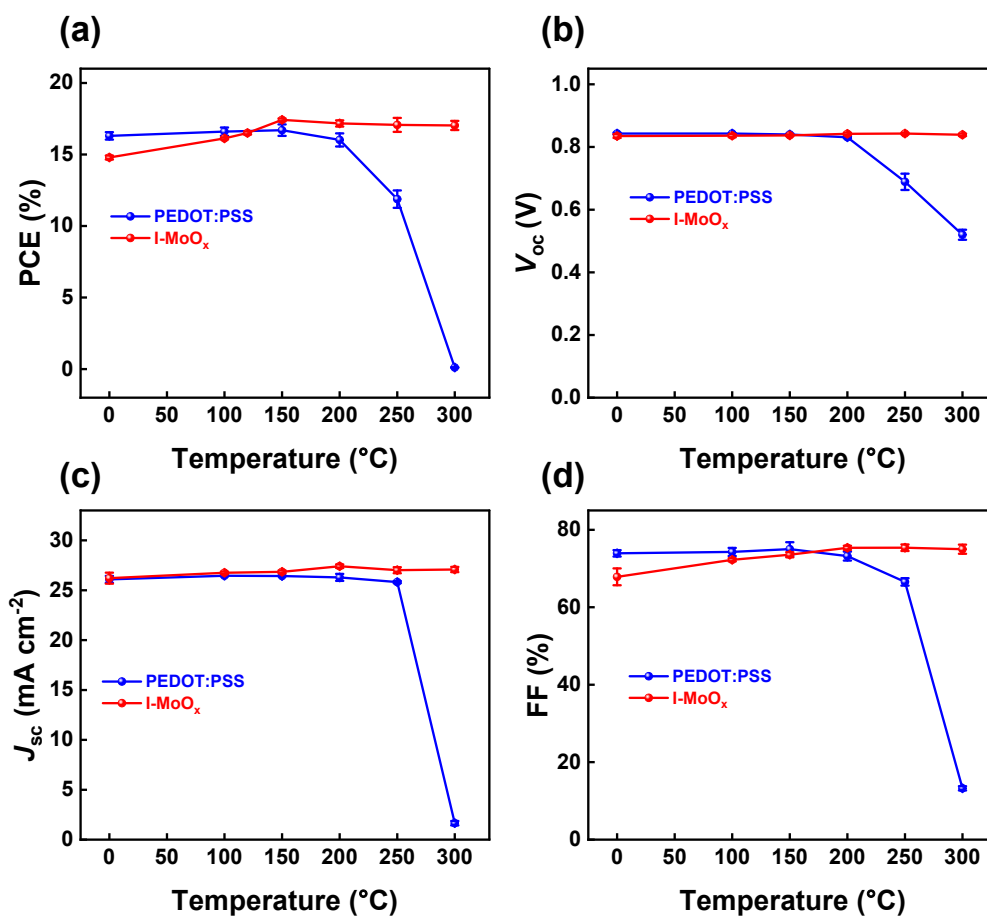 (a)
20
15
10
5
0
PCE (%)
PEDOT:PSS
I-MoOₓ
0 50 100 150 200 250 300
Temperature (°C)
(b)
1.0
0.8
0.6
0.4
0.2
0.0
V_oc (V)
PEDOT:PSS
I-MoOₓ
0 50 100 150 200 250 300
Temperature (°C)
(c)
30
25
20
15
10
5
0
J_sc (mA cm⁻²)
PEDOT:PSS
I-MoOₓ
0 50 100 150 200 250 300
Temperature (°C)
(d)
80
60
40
20
0
FF (%)
PEDOT:PSS
I-MoOₓ
0 50 100 150 200 250 300
Temperature (°C)